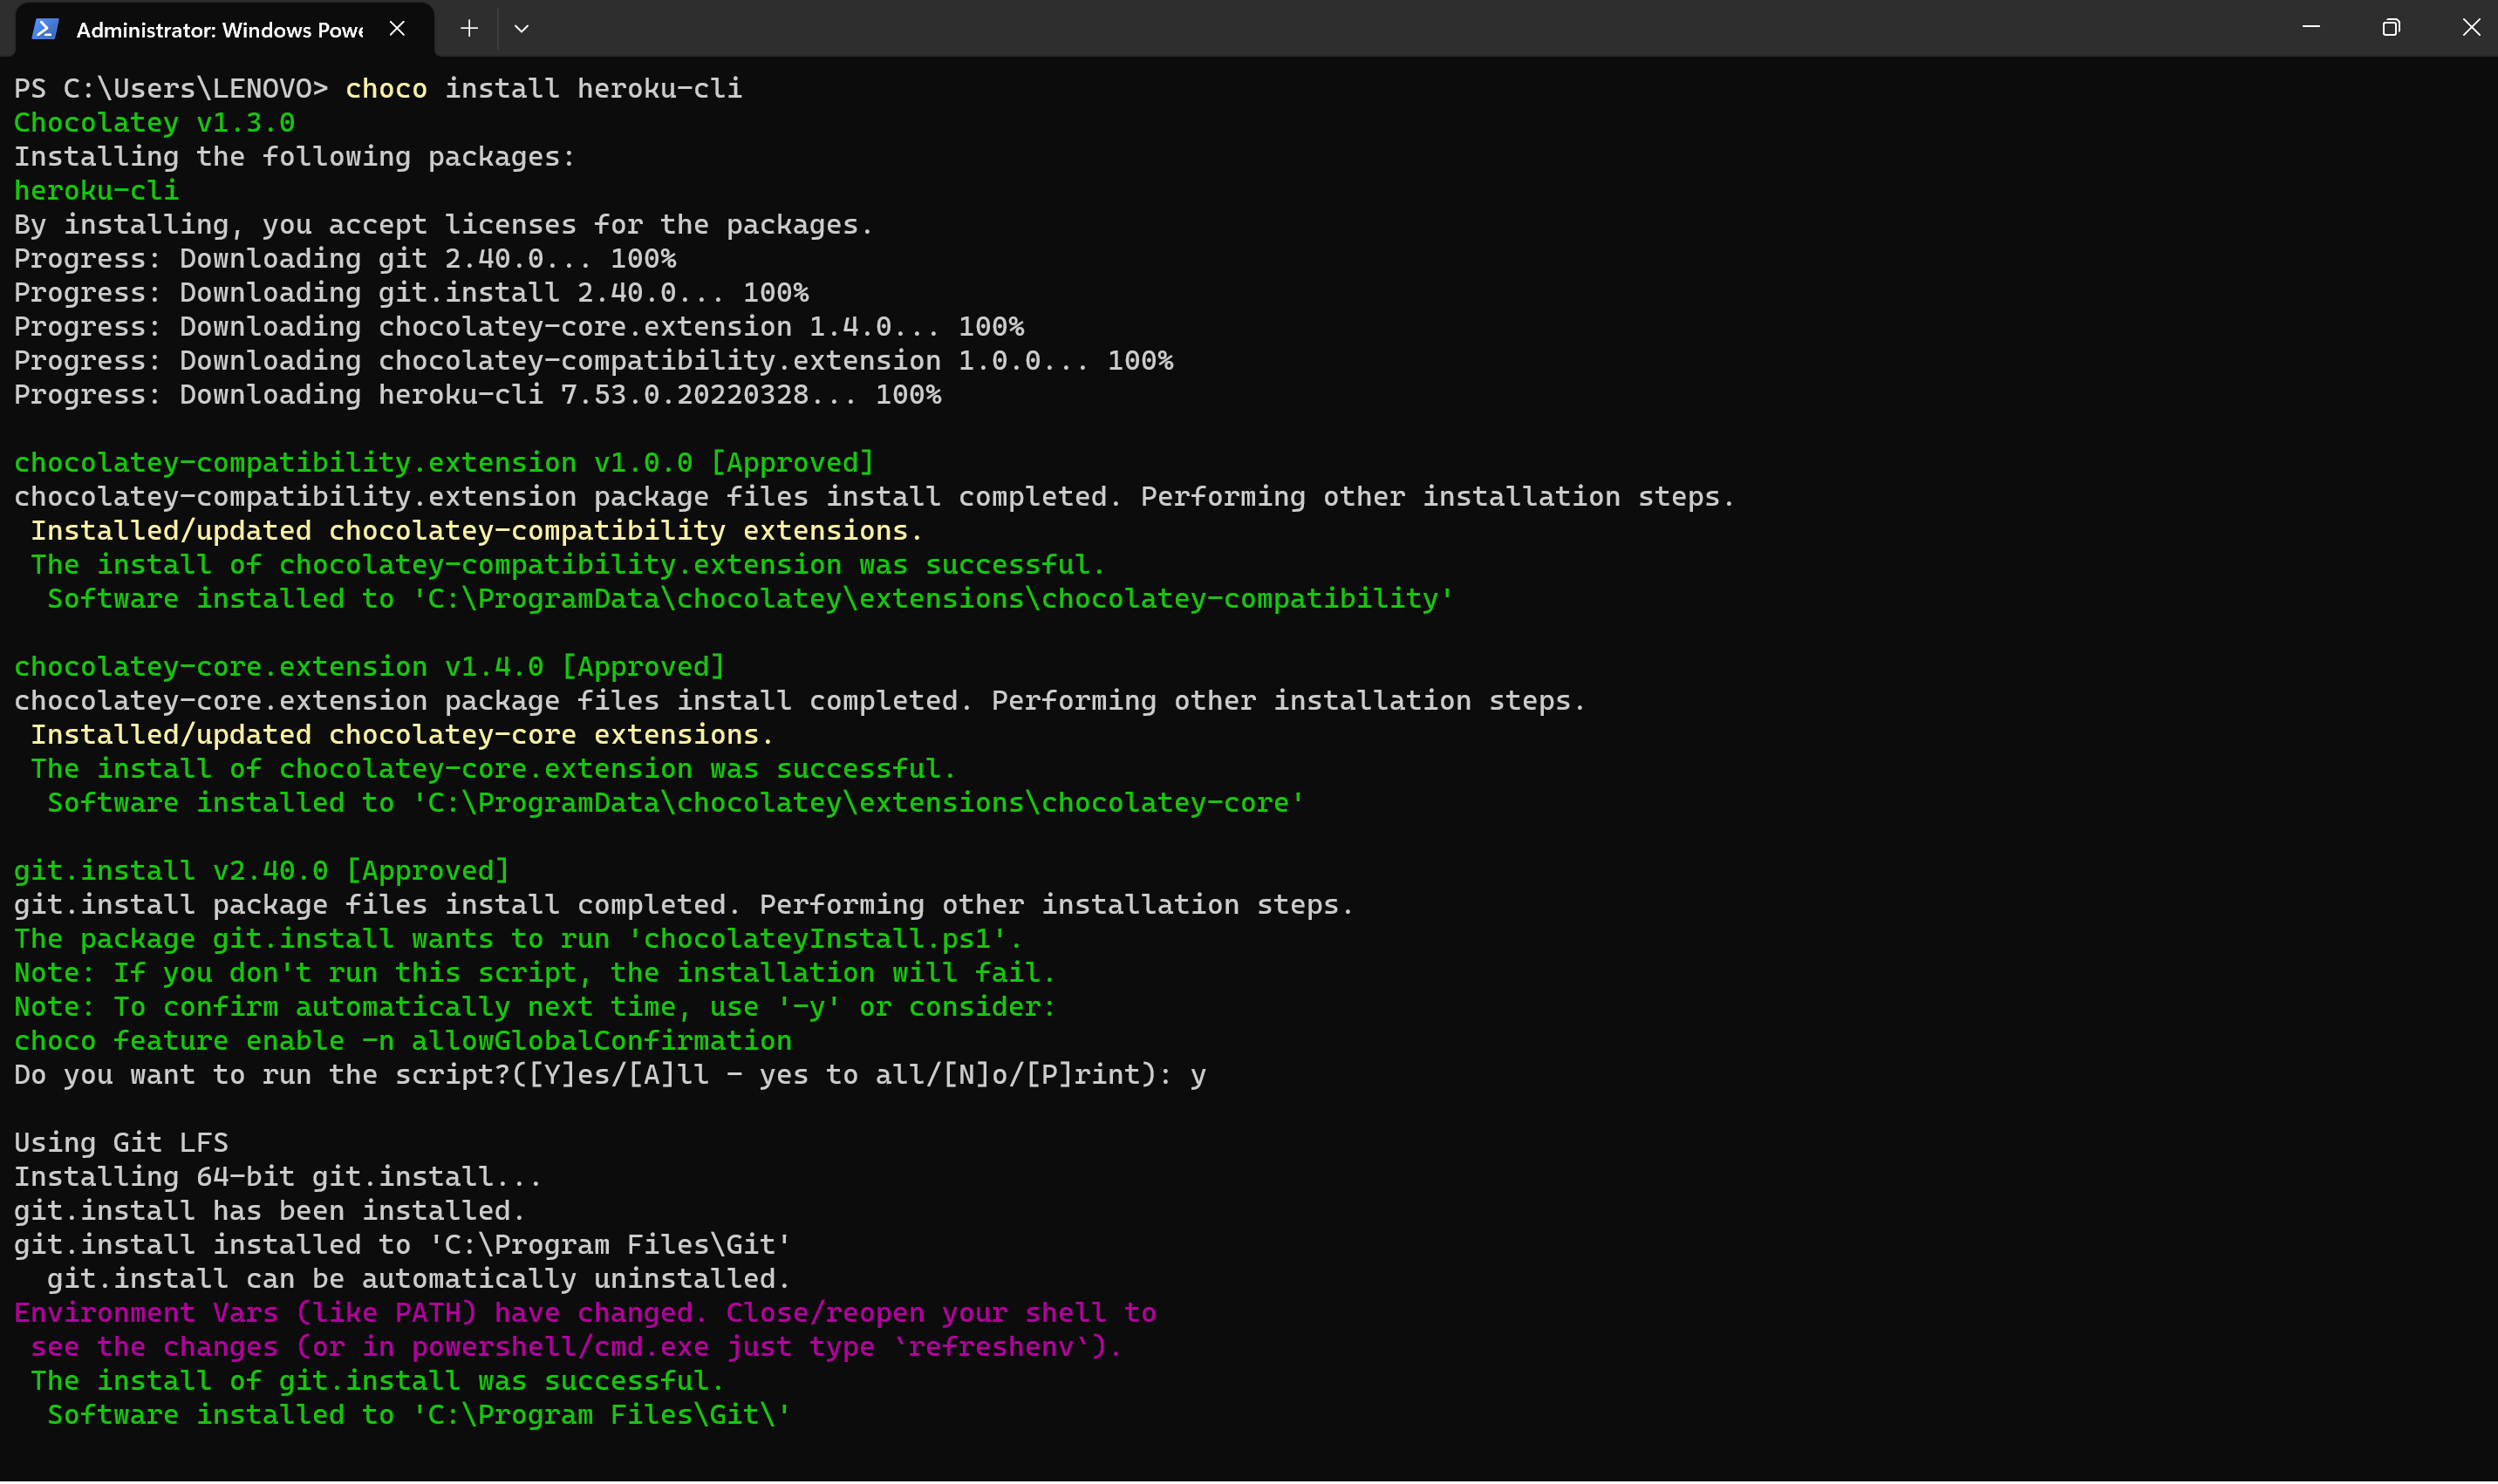 Administrator: Windows Powe
PS C:\Users\LENOVO> choco install heroku-cli
Chocolatey v1.3.0
Installing the following packages:
heroku-cli
By installing, you accept licenses for the packages.
Progress: Downloading git 2.40.0... 100%
Progress: Downloading git.install 2.40.0... 100%
Progress: Downloading chocolatey-core.extension 1.4.0... 100%
Progress: Downloading chocolatey-compatibility.extension 1.0.0... 100%
Progress: Downloading heroku-cli 7.53.0.20220328... 100%

chocolatey-compatibility.extension v1.0.0 [Approved]
chocolatey-compatibility.extension package files install completed. Performing other installation steps.
 Installed/updated chocolatey-compatibility extensions.
 The install of chocolatey-compatibility.extension was successful.
  Software installed to 'C:\ProgramData\chocolatey\extensions\chocolatey-compatibility'

chocolatey-core.extension v1.4.0 [Approved]
chocolatey-core.extension package files install completed. Performing other installation steps.
 Installed/updated chocolatey-core extensions.
 The install of chocolatey-core.extension was successful.
  Software installed to 'C:\ProgramData\chocolatey\extensions\chocolatey-core'

git.install v2.40.0 [Approved]
git.install package files install completed. Performing other installation steps.
The package git.install wants to run 'chocolateyInstall.ps1'.
Note: If you don't run this script, the installation will fail.
Note: To confirm automatically next time, use '-y' or consider:
choco feature enable -n allowGlobalConfirmation
Do you want to run the script?([Y]es/[A]ll - yes to all/[N]o/[P]rint): y

Using Git LFS
Installing 64-bit git.install...
git.install has been installed.
git.install installed to 'C:\Program Files\Git'
  git.install can be automatically uninstalled.
Environment Vars (like PATH) have changed. Close/reopen your shell to
 see the changes (or in powershell/cmd.exe just type `refreshenv`).
 The install of git.install was successful.
  Software installed to 'C:\Program Files\Git\'